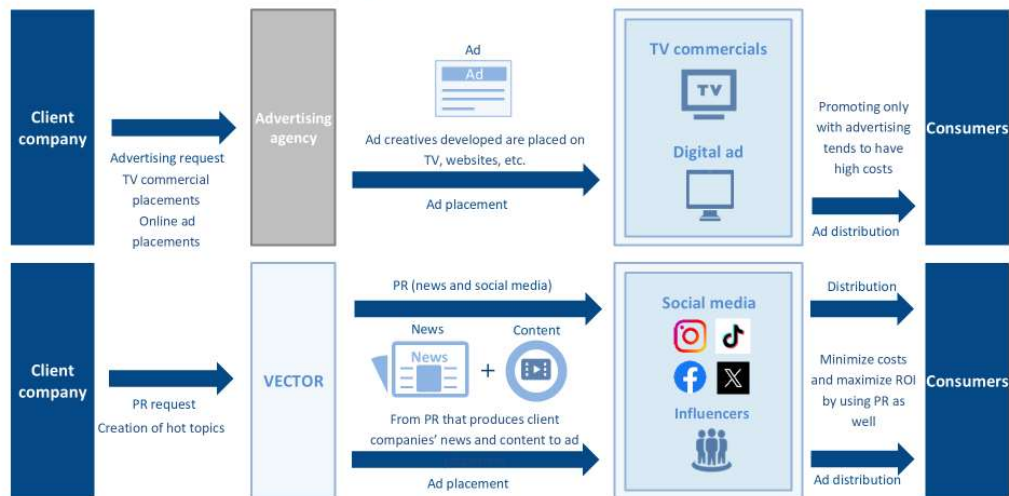 Client
company
Advertising request
TV commercial
placements
Online ad
placements
Advertising
agency
Ad
Ad
Ad creatives developed are placed on
TV, websites, etc.
Ad placement
TV commercials
TV
Digital ad
Promoting only
with advertising
tends to have
high costs
Ad distribution
Consumers
Client
company
PR request
Creation of hot topics
VECTOR
PR (news and social media)
News
News
+
Content
From PR that produces client
companies' news and content to ad
Ad placement
Social media
Influencers
Distribution
Minimize costs
and maximize ROI
by using PR as
well
Ad distribution
Consumers